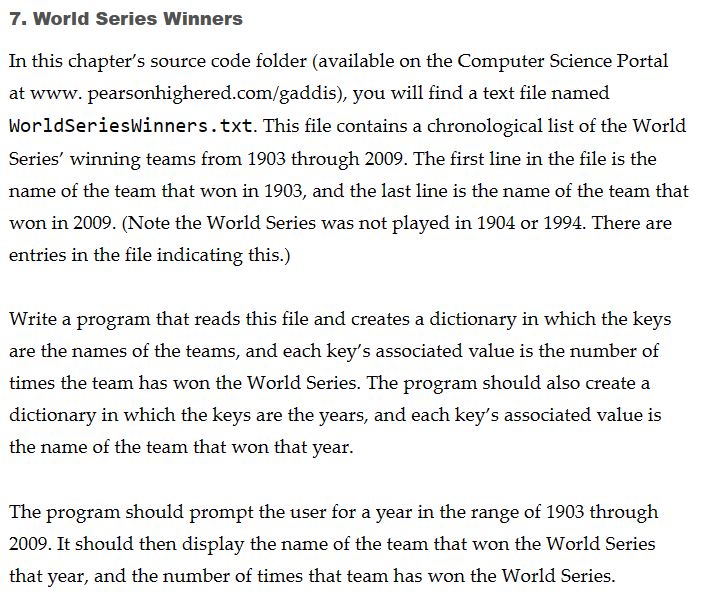 7. World Series Winners
In this chapter’s source code folder (available on the Computer Science Portal
at www. pearsonhighered.com/gaddis), you will find a text file named
WorldSeriesWinners.txt. This file contains a chronological list of the World
Series’ winning teams from 1903 through 2009. The first line in the file is the
name of the team that won in 1903, and the last line is the name of the team that
won in 2009. (Note the World Series was not played in 1904 or 1994. There are
entries in the file indicating this.)
Write a program that reads this file and creates a dictionary in which the keys
are the names of the teams, and each key’s associated value is the number of
times the team has won the World Series. The program should also create a
dictionary in which the keys are the years, and each key’s associated value is
the name of the team that won that year.
The program should prompt the user for a year in the range of 1903 through
2009. It should then display the name of the team that won the World Series
that year, and the number of times that team has won the World Series.